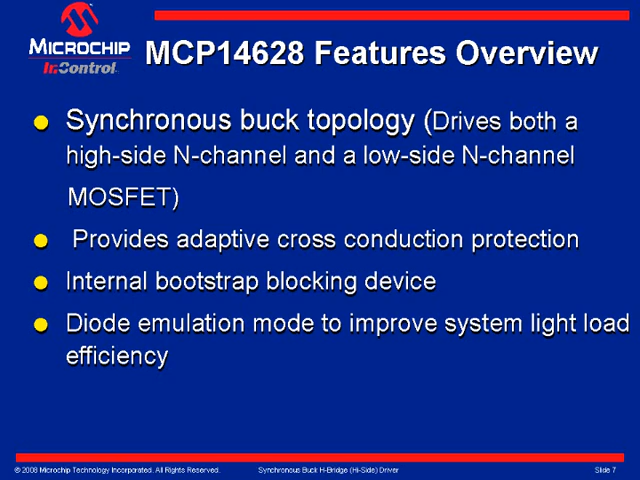 MICROCHIP
In Control
MCP14628 Features Overview
Synchronous buck topology (Drives both a
high-side N-channel and a low-side N-channel
MOSFET)
Provides adaptive cross conduction protection
Internal bootstrap blocking device
Diode emulation mode to improve system light load
efficiency
© 2008 Microchip Technology Incorporated. All Rights Reserved. Synchronous Buck H-Bridge (Hi-Side) Driver Slide 7